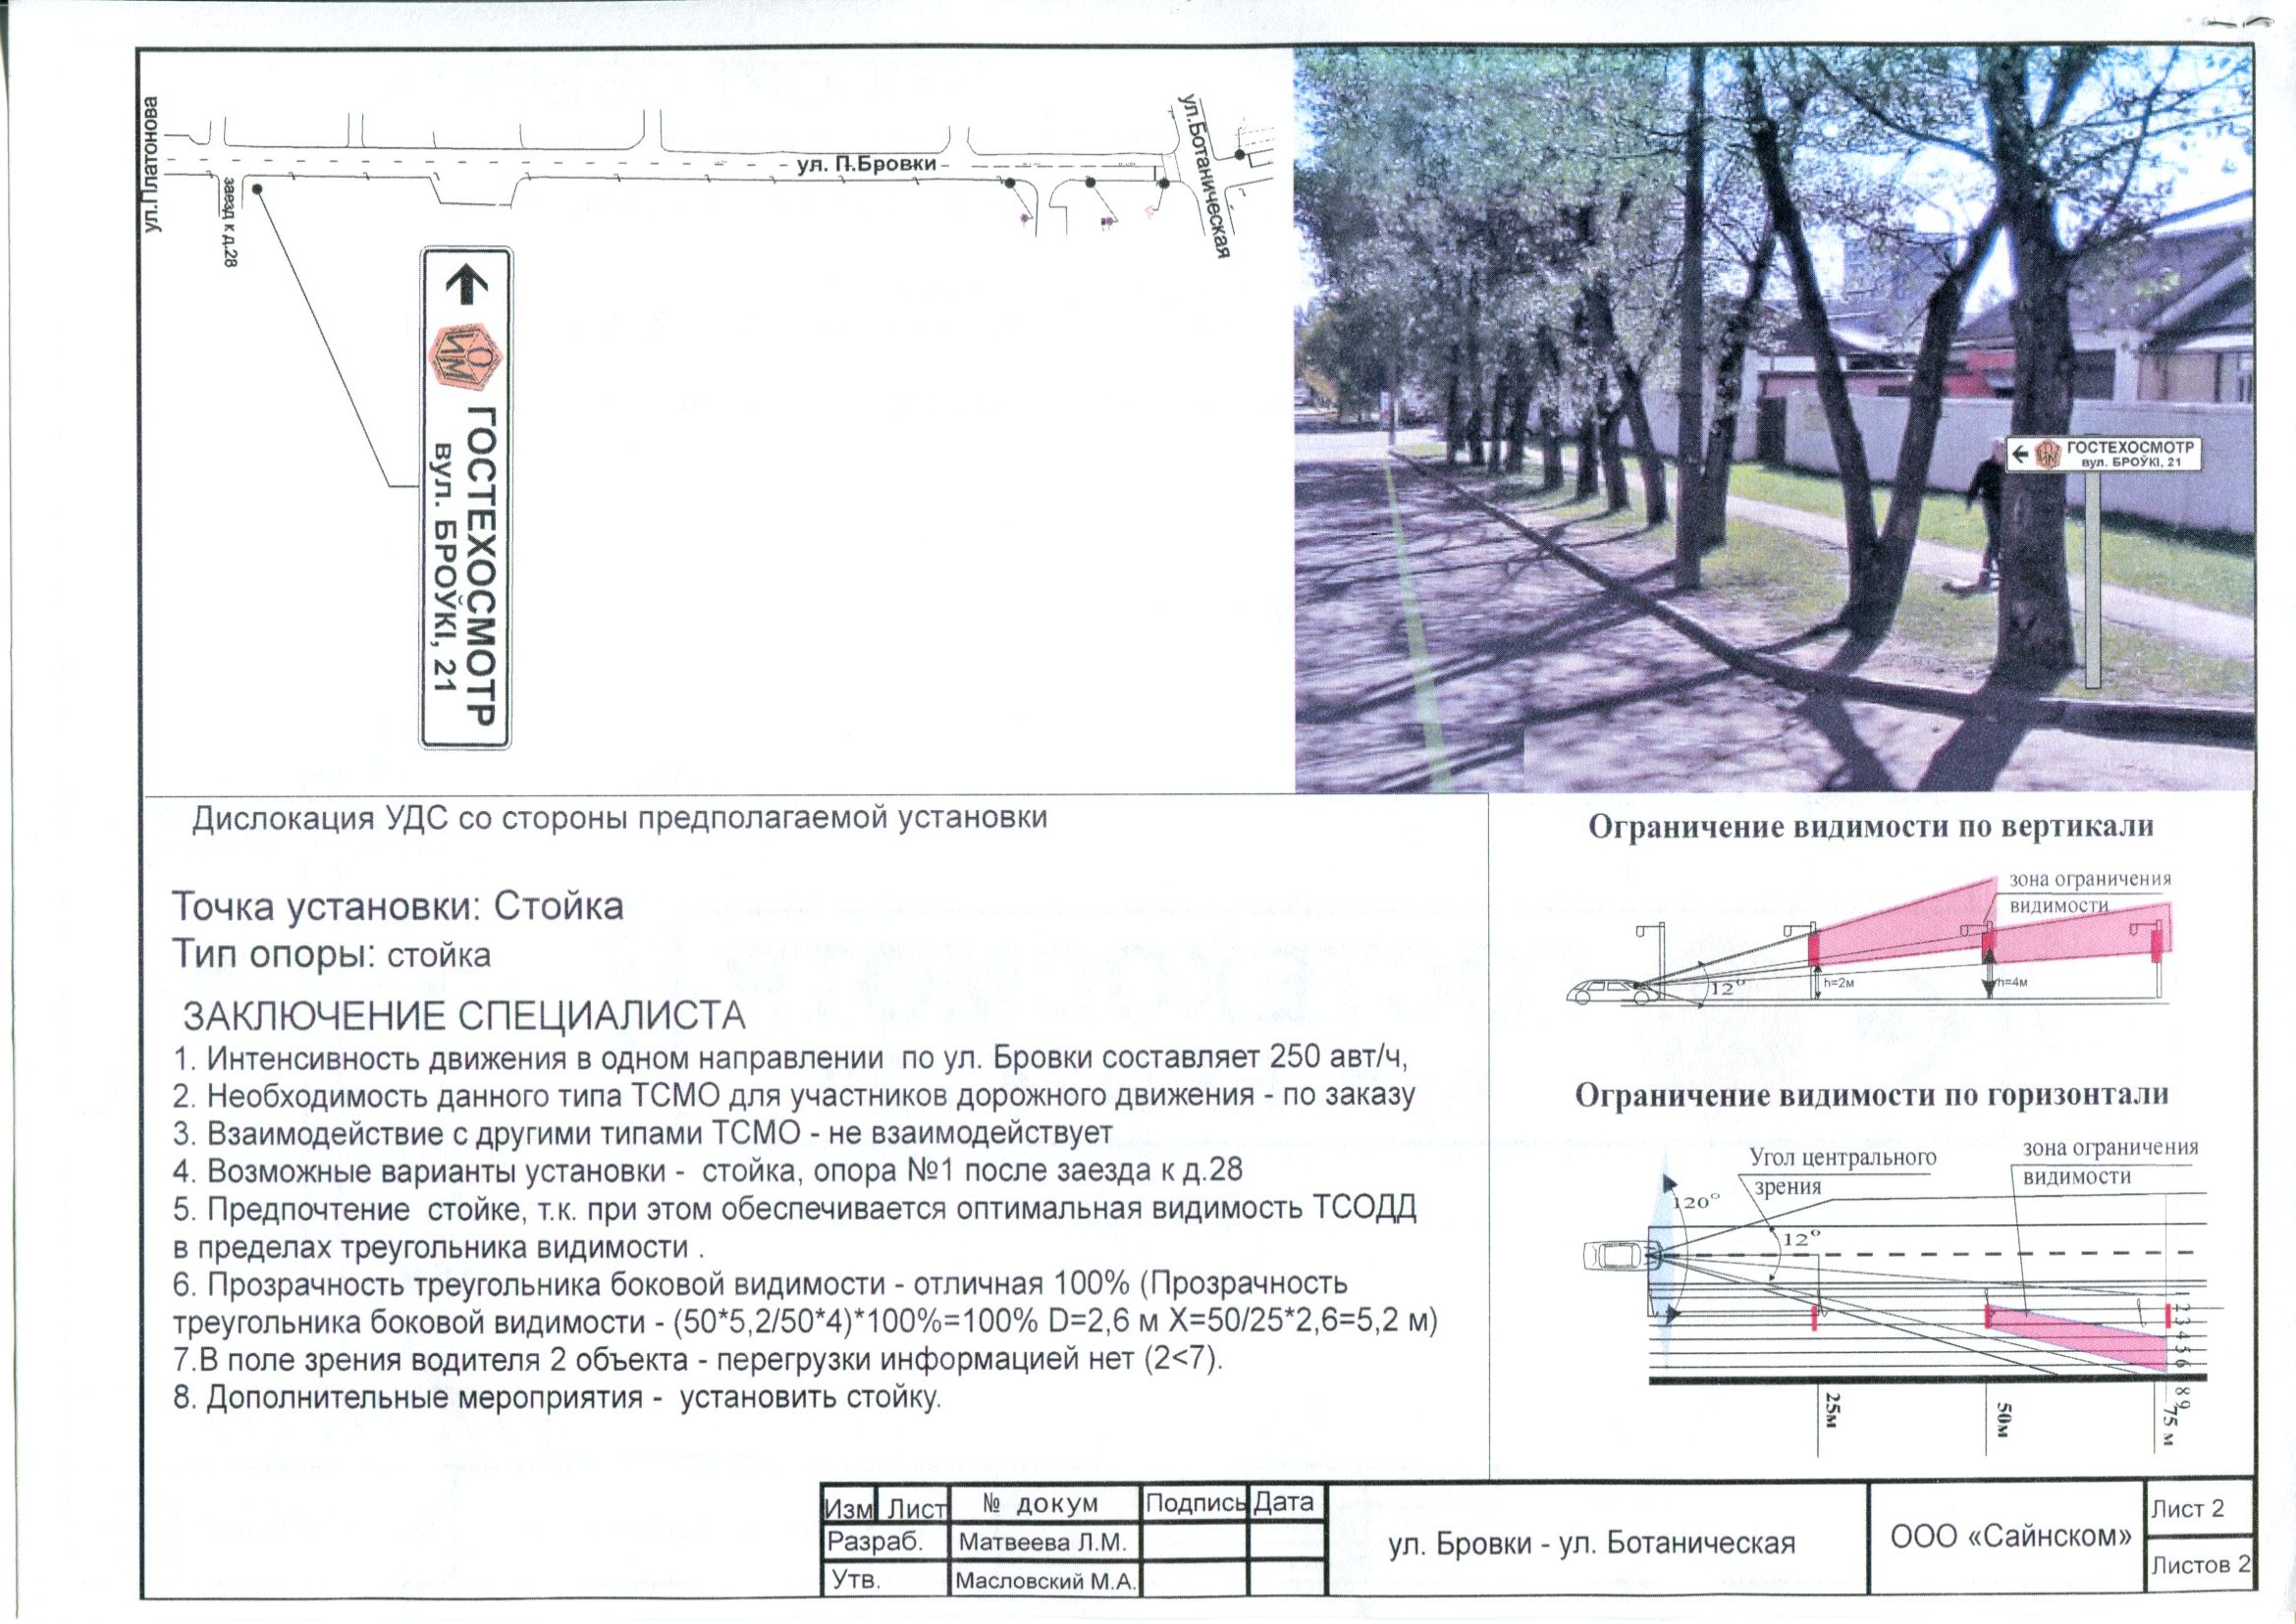 ул.Платонова
заезд к д.28
ул. П.Бровки
ул.Ботаническая
ОИМ
ГОСТЕХОСМОТР
вул. БРОЎКІ, 21
ГОСТЕХОСМОТР
вул. БРОЎКІ, 21
Дислокация УДС со стороны предполагаемой установки
Точка установки: Стойка
Тип опоры: стойка
ЗАКЛЮЧЕНИЕ СПЕЦИАЛИСТА
1. Интенсивность движения в одном направлении по ул. Бровки составляет 250 авт/ч,
2. Необходимость данного типа ТСМО для участников дорожного движения - по заказу
3. Взаимодействие с другими типами ТСМО - не взаимодействует
4. Возможные варианты установки - стойка, опора №1 после заезда к д.28
5. Предпочтение стойке, т.к. при этом обеспечивается оптимальная видимость ТСОДД
в пределах треугольника видимости .
6. Прозрачность треугольника боковой видимости - отличная 100% (Прозрачность
треугольника боковой видимости - (50*5,2/50*4)*100%=100% D=2,6 м X=50/25*2,6=5,2 м)
7.В поле зрения водителя 2 объекта - перегрузки информацией нет (2<7).
8. Дополнительные мероприятия - установить стойку.
Ограничение видимости по вертикали
зона ограничения
видимости
12°
h=2м
h=4м
Ограничение видимости по горизонтали
Угол центрального
зрения
зона ограничения
видимости
120°
12°
1 2 3 4 5 6 8 9
25м
50м
75 м
Изм Лист № докум Подпись Дата
Разраб. Матвеева Л.М.
Утв. Масловский М.А.
ул. Бровки - ул. Ботаническая
ООО «Сайнском»
Лист 2
Листов 2